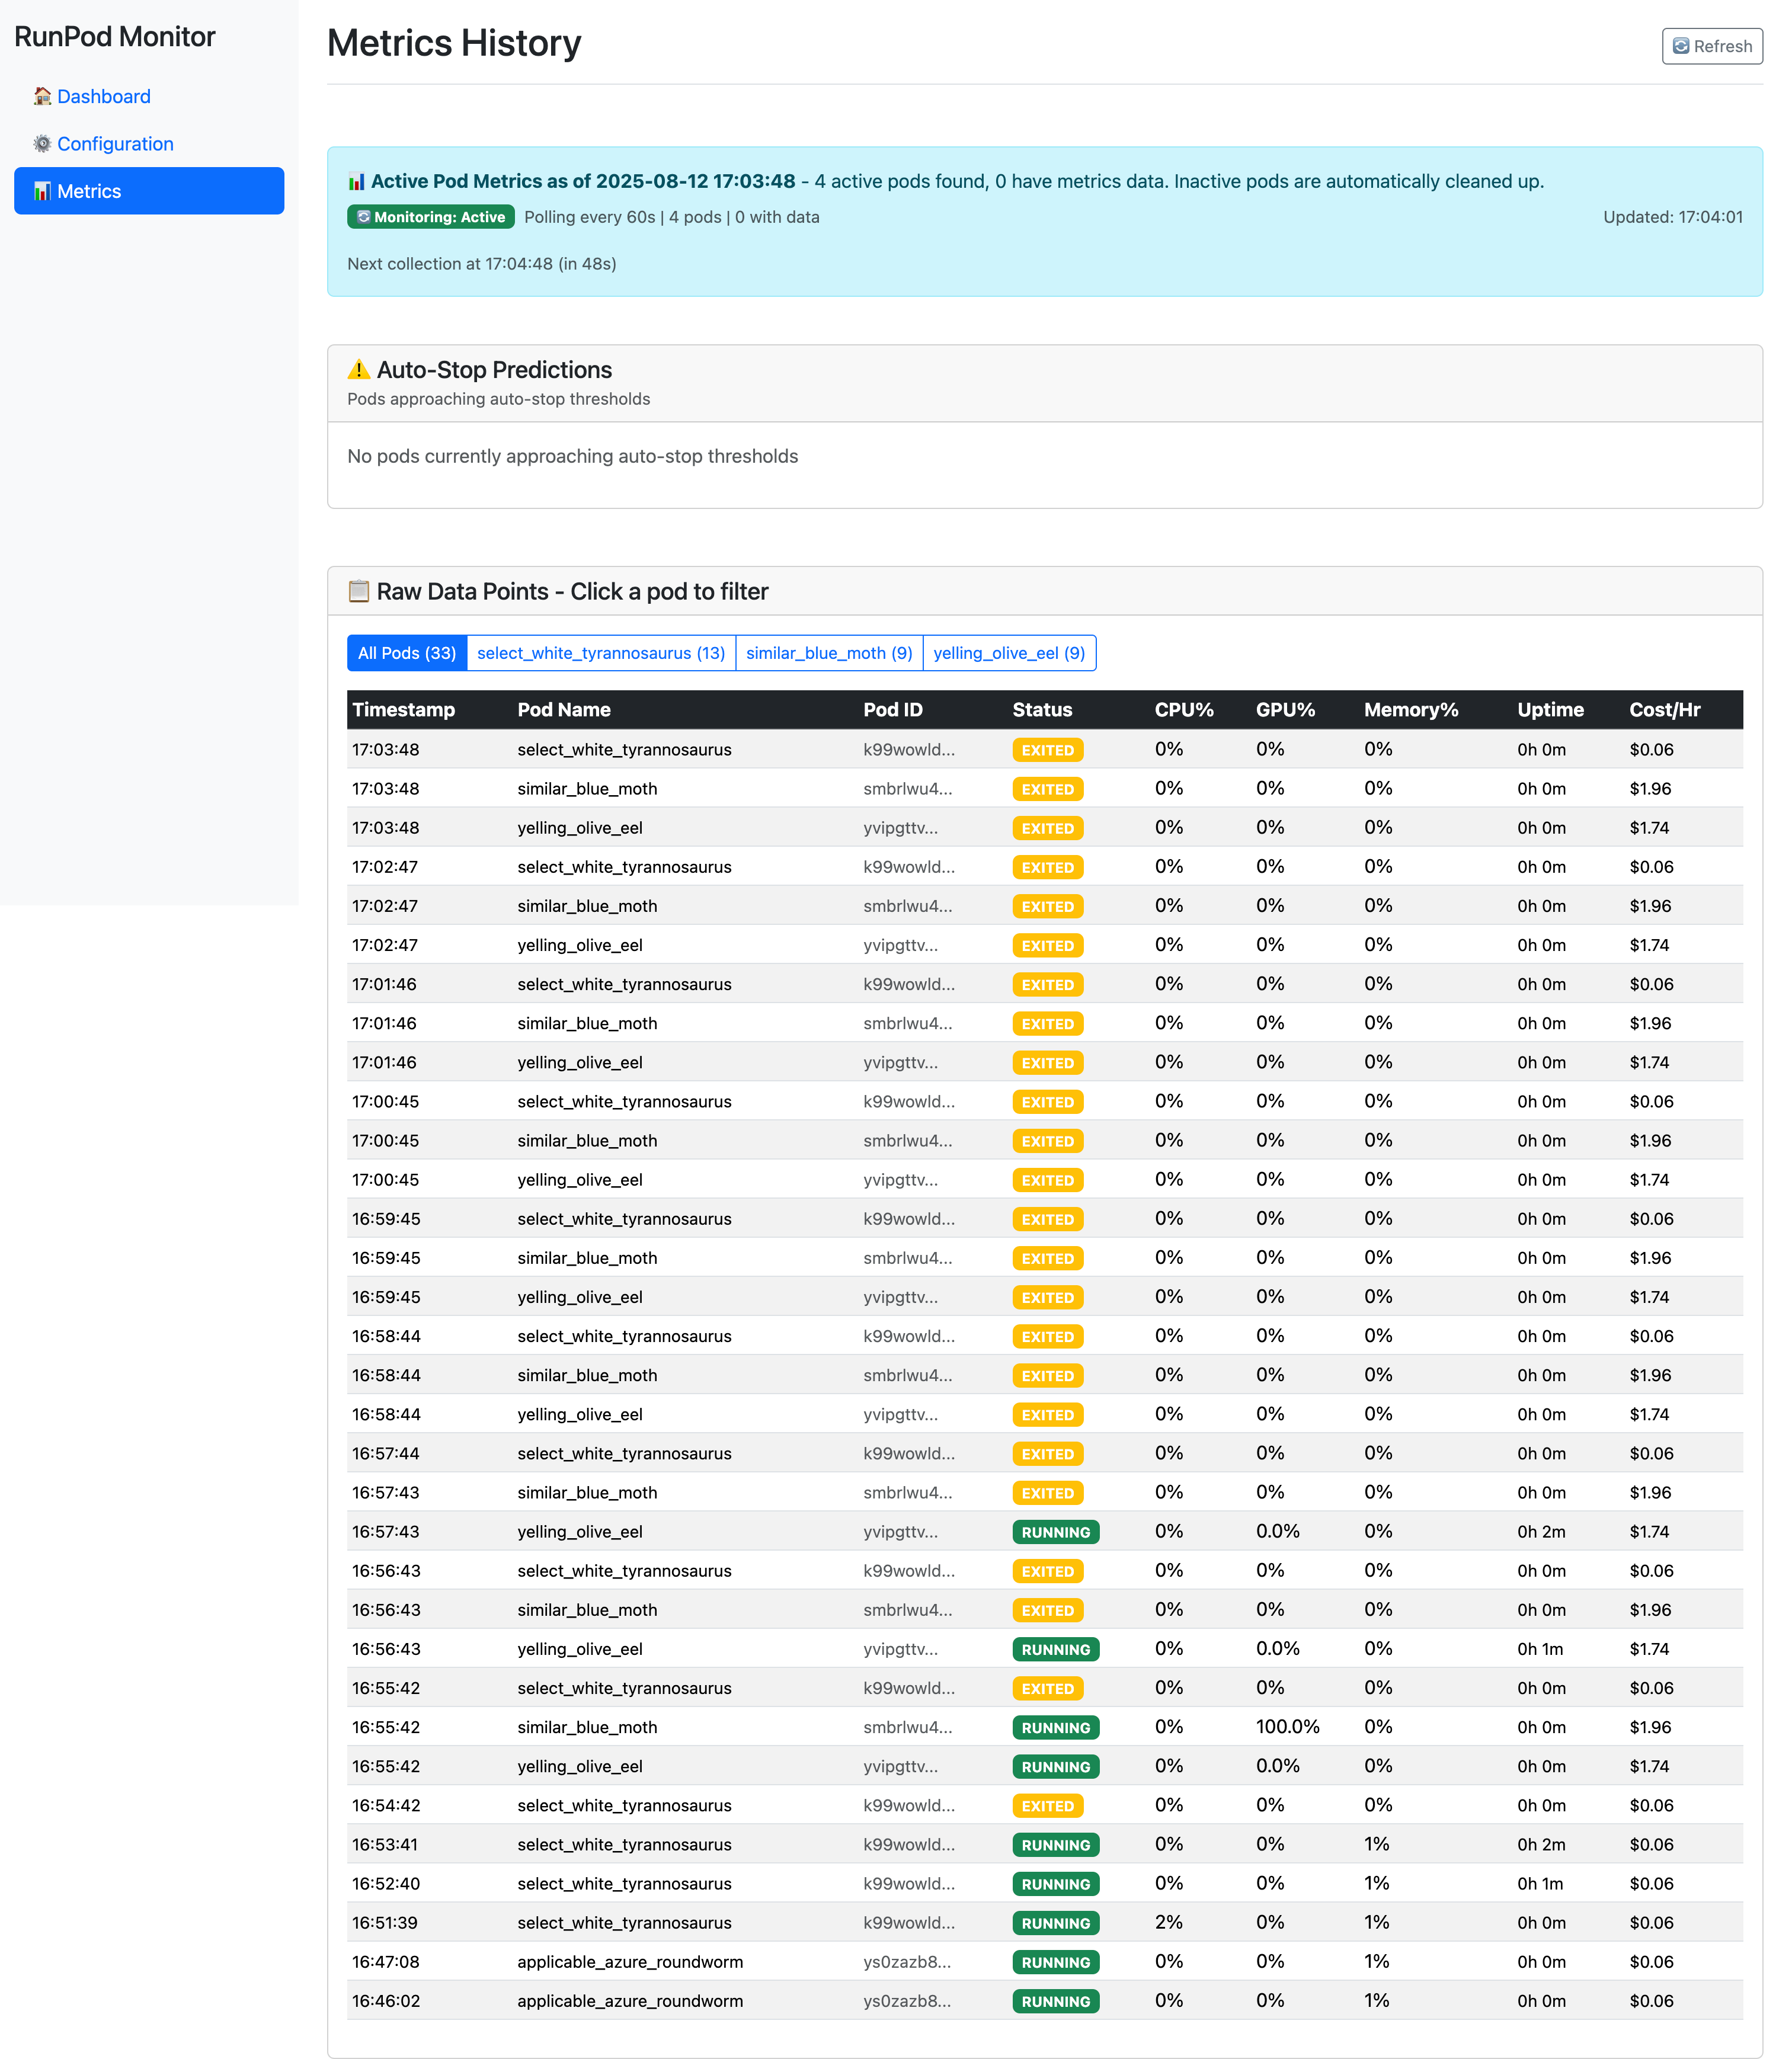 RunPod Monitor
Dashboard
Configuration
Metrics
Metrics History
Refresh
Active Pod Metrics as of 2025-08-12 17:03:48 - 4 active pods found, 0 have metrics data. Inactive pods are automatically cleaned up.
Monitoring: Active Polling every 60s | 4 pods | 0 with data Updated: 17:04:01
Next collection at 17:04:48 (in 48s)
Auto-Stop Predictions
Pods approaching auto-stop thresholds
No pods currently approaching auto-stop thresholds
Raw Data Points - Click a pod to filter
All Pods (33) select_white_tyrannosaurus (13) similar_blue_moth (9) yelling_olive_eel (9)
Timestamp Pod Name Pod ID Status CPU% GPU% Memory% Uptime Cost/Hr
17:03:48 select_white_tyrannosaurus k99wowld... EXITED 0% 0% 0% 0h 0m $0.06
17:03:48 similar_blue_moth smbrlwu4... EXITED 0% 0% 0% 0h 0m $1.96
17:03:48 yelling_olive_eel yvipgttv... EXITED 0% 0% 0% 0h 0m $1.74
17:02:47 select_white_tyrannosaurus k99wowld... EXITED 0% 0% 0% 0h 0m $0.06
17:02:47 similar_blue_moth smbrlwu4... EXITED 0% 0% 0% 0h 0m $1.96
17:02:47 yelling_olive_eel yvipgttv... EXITED 0% 0% 0% 0h 0m $1.74
17:01:46 select_white_tyrannosaurus k99wowld... EXITED 0% 0% 0% 0h 0m $0.06
17:01:46 similar_blue_moth smbrlwu4... EXITED 0% 0% 0% 0h 0m $1.96
17:01:46 yelling_olive_eel yvipgttv... EXITED 0% 0% 0% 0h 0m $1.74
17:00:45 select_white_tyrannosaurus k99wowld... EXITED 0% 0% 0% 0h 0m $0.06
17:00:45 similar_blue_moth smbrlwu4... EXITED 0% 0% 0% 0h 0m $1.96
17:00:45 yelling_olive_eel yvipgttv... EXITED 0% 0% 0% 0h 0m $1.74
16:59:45 select_white_tyrannosaurus k99wowld... EXITED 0% 0% 0% 0h 0m $0.06
16:59:45 similar_blue_moth smbrlwu4... EXITED 0% 0% 0% 0h 0m $1.96
16:59:45 yelling_olive_eel yvipgttv... EXITED 0% 0% 0% 0h 0m $1.74
16:58:44 select_white_tyrannosaurus k99wowld... EXITED 0% 0% 0% 0h 0m $0.06
16:58:44 similar_blue_moth smbrlwu4... EXITED 0% 0% 0% 0h 0m $1.96
16:58:44 yelling_olive_eel yvipgttv... EXITED 0% 0% 0% 0h 0m $1.74
16:57:44 select_white_tyrannosaurus k99wowld... EXITED 0% 0% 0% 0h 0m $0.06
16:57:43 similar_blue_moth smbrlwu4... EXITED 0% 0% 0% 0h 0m $1.96
16:57:43 yelling_olive_eel yvipgttv... RUNNING 0% 0.0% 0% 0h 2m $1.74
16:56:43 select_white_tyrannosaurus k99wowld... EXITED 0% 0% 0% 0h 0m $0.06
16:56:43 similar_blue_moth smbrlwu4... EXITED 0% 0% 0% 0h 0m $1.96
16:56:43 yelling_olive_eel yvipgttv... RUNNING 0% 0.0% 0% 0h 1m $1.74
16:55:42 select_white_tyrannosaurus k99wowld... EXITED 0% 0% 0% 0h 0m $0.06
16:55:42 similar_blue_moth smbrlwu4... RUNNING 0% 100.0% 0% 0h 0m $1.96
16:55:42 yelling_olive_eel yvipgttv... RUNNING 0% 0.0% 0% 0h 0m $1.74
16:54:42 select_white_tyrannosaurus k99wowld... EXITED 0% 0% 0% 0h 0m $0.06
16:53:41 select_white_tyrannosaurus k99wowld... RUNNING 0% 0% 1% 0h 2m $0.06
16:52:40 select_white_tyrannosaurus k99wowld... RUNNING 0% 0% 1% 0h 1m $0.06
16:51:39 select_white_tyrannosaurus k99wowld... RUNNING 2% 0% 1% 0h 0m $0.06
16:47:08 applicable_azure_roundworm ys0zazb8... RUNNING 0% 0% 1% 0h 0m $0.06
16:46:02 applicable_azure_roundworm ys0zazb8... RUNNING 0% 0% 1% 0h 0m $0.06